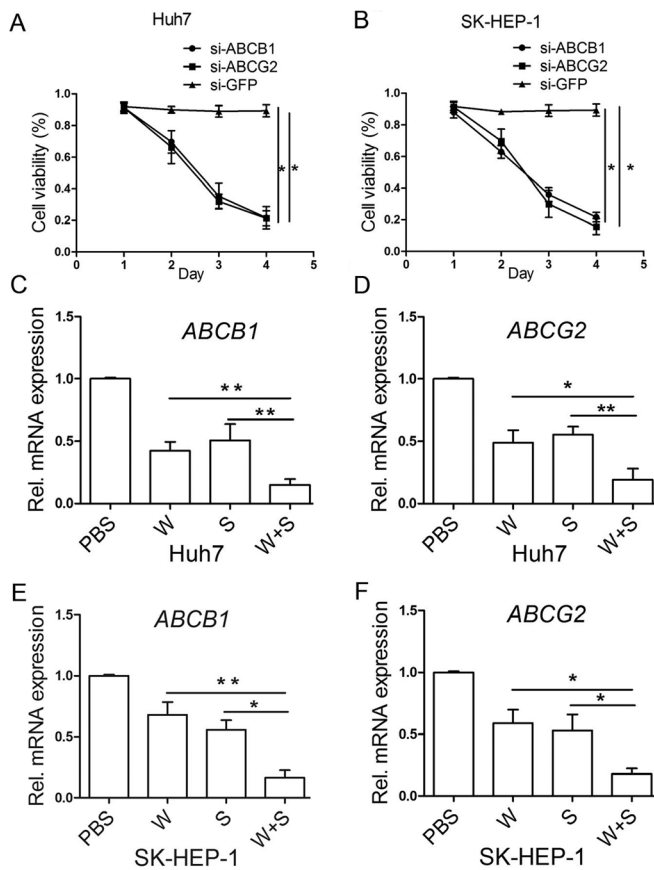 A
Huh7
si-ABCB1
si-ABCG2
si-GFP
Cell viability (%)
1.0
0.8
0.6
0.4
0.2
0.0
* *
0 1 2 3 4 5
Day
B
SK-HEP-1
si-ABCB1
si-ABCG2
si-GFP
Cell viability (%)
1.0
0.8
0.6
0.4
0.2
0.0
* *
0 1 2 3 4 5
Day
C
ABCB1
Rel. mRNA expression
1.5
1.0
0.5
0.0
**
**
PBS W S W+S
Huh7
D
ABCG2
Rel. mRNA expression
1.5
1.0
0.5
0.0
*
**
PBS W S W+S
Huh7
E
ABCB1
Rel. mRNA expression
1.5
1.0
0.5
0.0
**
*
PBS W S W+S
SK-HEP-1
F
ABCG2
Rel. mRNA expression
1.5
1.0
0.5
0.0
*
*
PBS W S W+S
SK-HEP-1